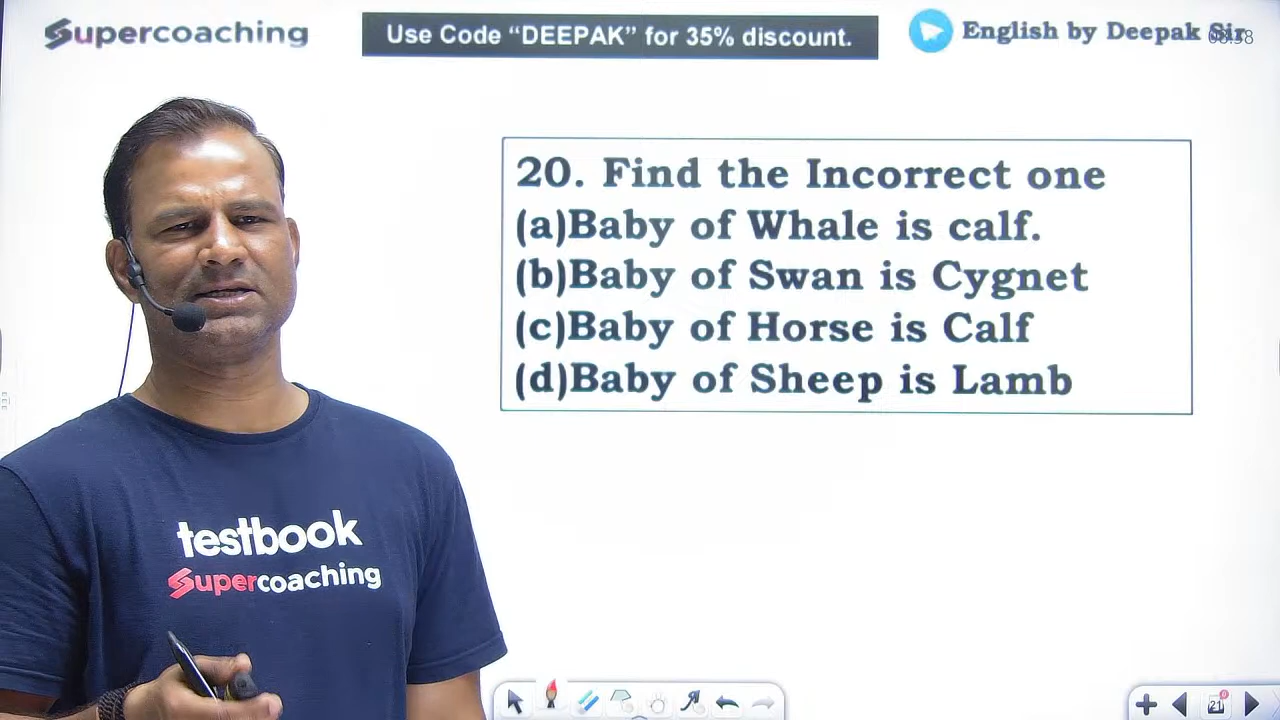 Supercoaching
Use Code “DEEPAK” for 35% discount.
English by Deepak Sir
20. Find the Incorrect one
(a)Baby of Whale is calf.
(b)Baby of Swan is Cygnet
(c)Baby of Horse is Calf
(d)Baby of Sheep is Lamb
testbook
Supercoaching
21